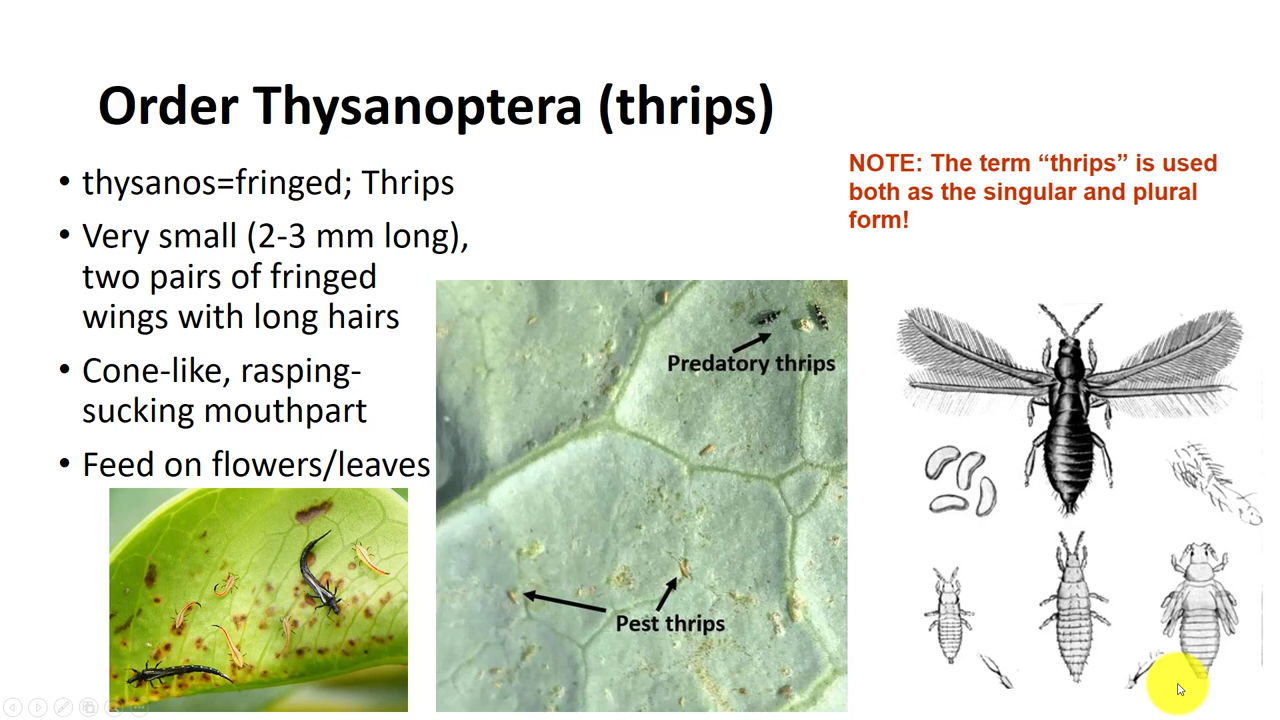 Order Thysanoptera (thrips)
• thysanos=fringed; Thrips
• Very small (2-3 mm long),
two pairs of fringed
wings with long hairs
• Cone-like, rasping-
sucking mouthpart
• Feed on flowers/leaves
NOTE: The term “thrips” is used
both as the singular and plural
form!
Predatory thrips
Pest thrips